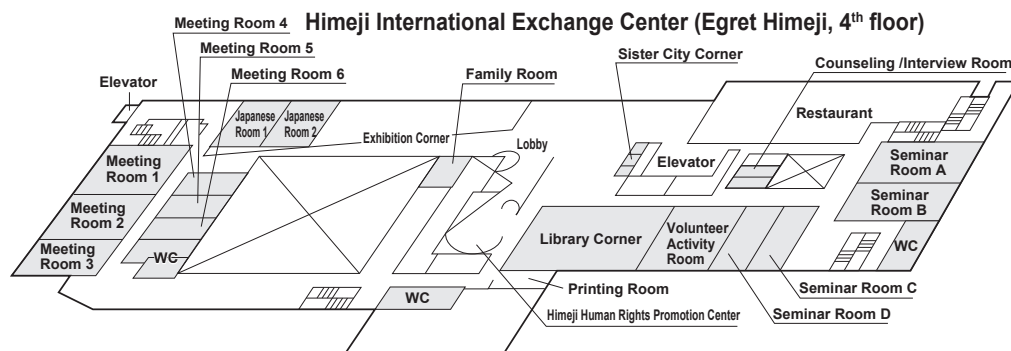 Himeji International Exchange Center (Egret Himeji, 4th floor)
Meeting Room 4
Meeting Room 5
Meeting Room 6
Elevator
Family Room
Sister City Corner
Counseling /Interview Room
Japanese
Room 1
Japanese
Room 2
Exhibition Corner
Lobby
Elevator
Restaurant
Meeting
Room 1
Meeting
Room 2
Meeting
Room 3
WC
Seminar
Room A
Seminar
Room B
WC
Library Corner
Volunteer
Activity
Room
WC
Printing Room
Himeji Human Rights Promotion Center
Seminar Room C
Seminar Room D